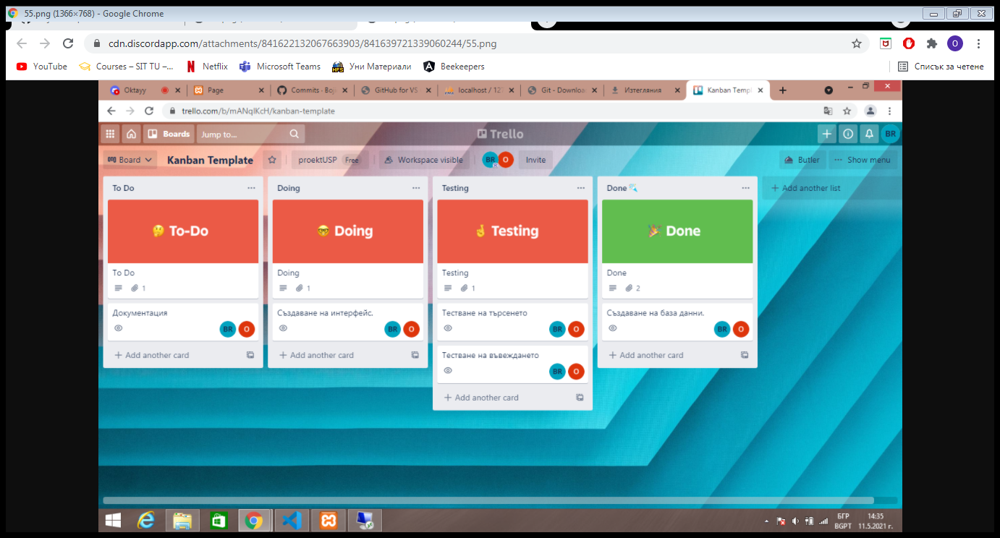 55.png (1366×768) - Google Chrome
cdn.discordapp.com/attachments/841622132067663903/841639721339060244/55.png
O
YouTube
Courses – SIT TU –...
Netflix
Microsoft Teams
Уни Материали
Beekeepers
Списък за четене
Oktayy
Page
Commits · Boj
GitHub for VS
localhost / 127
Git - Downloa
Изтегляния
Kanban Templ
trello.com/b/mANqIKcH/kanban-template
Boards
Jump to...
Trello
BR
Board
Kanban Template
proektUSP
Free
Workspace visible
BR
O
Invite
Butler
... Show menu
To Do
🤔 To-Do
To Do
1
Документация
BR O
+ Add another card
Doing
🤓 Doing
Doing
1
Създаване на интерфейс.
BR O
+ Add another card
Testing
🤞 Testing
Testing
1
Тестване на търсенето
BR O
Тестване на въвеждането
BR O
+ Add another card
Done
🎉 Done
Done
2
Създаване на база данни.
BR O
+ Add another card
+ Add another list
БГР
BGPT
14:35
11.5.2021 г.